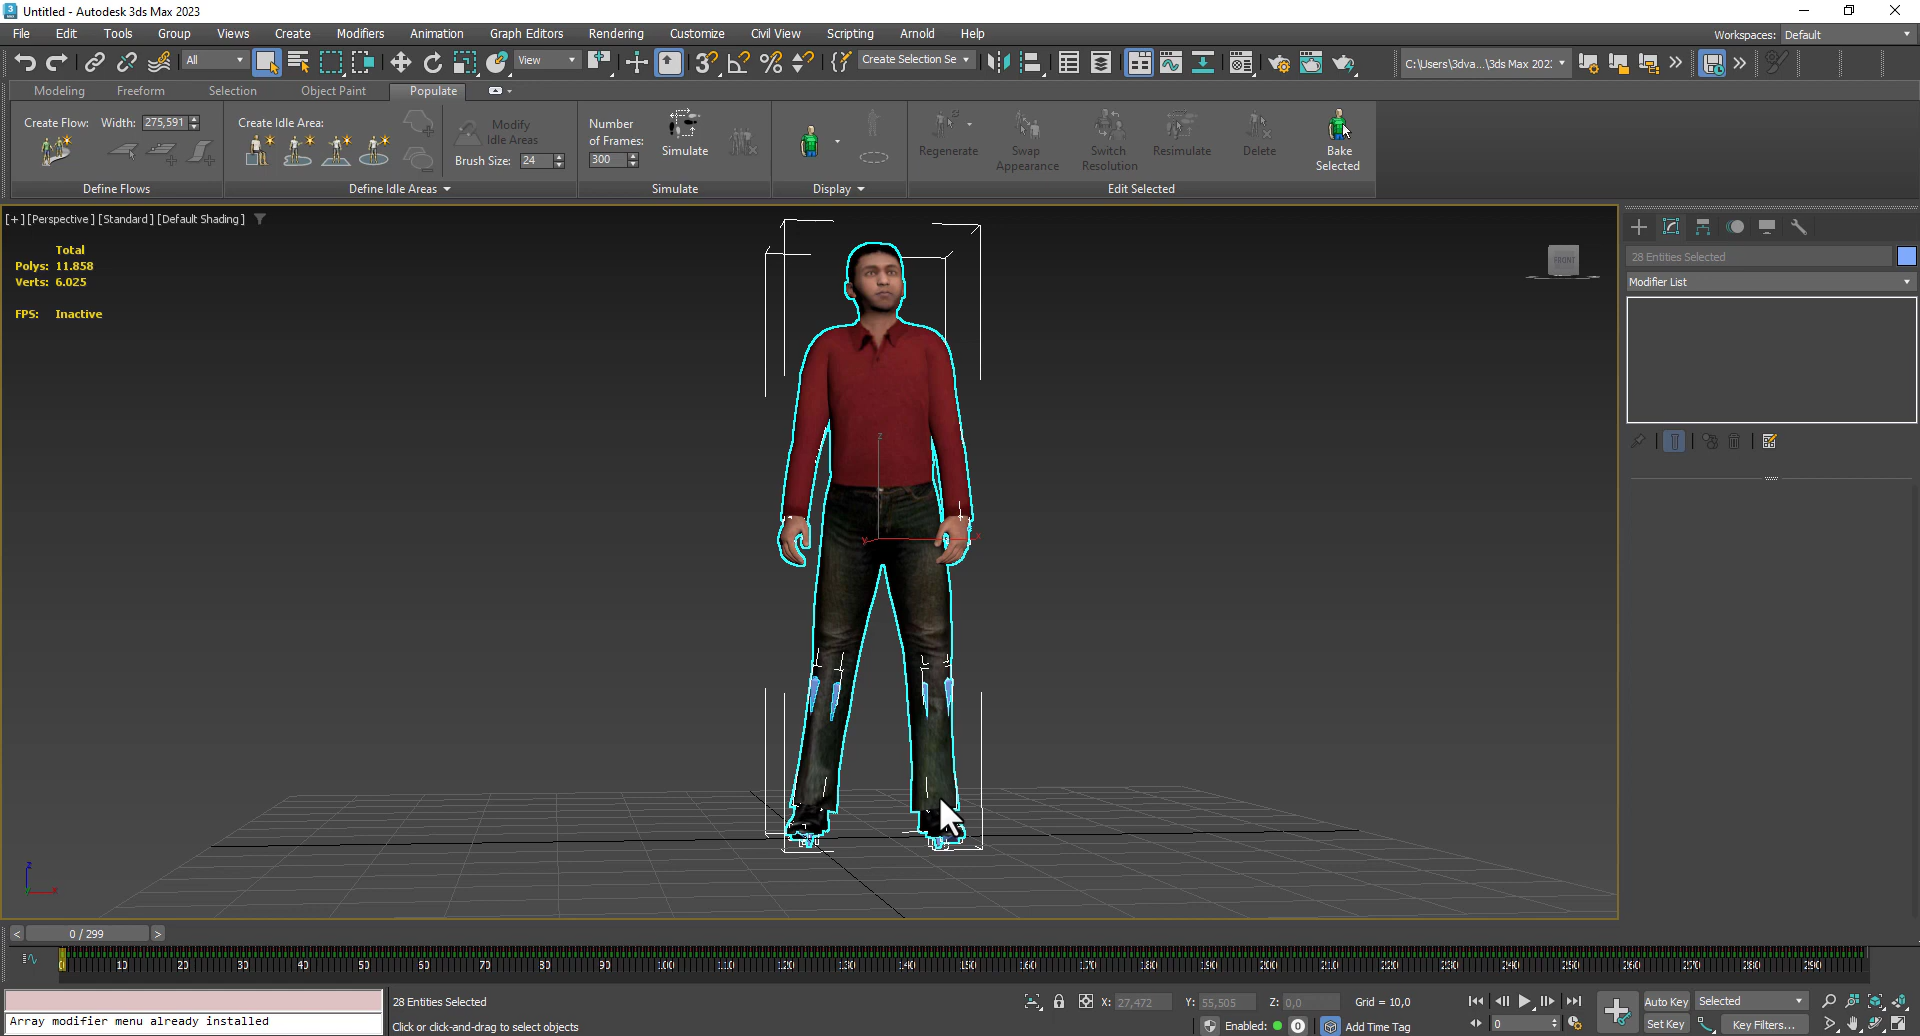 Untitled - Autodesk 3ds Max 2023
File Edit Tools Group Views Create Modifiers Animation Graph Editors Rendering Customize Civil View Scripting Arnold Help
Workspaces: Default
All
View
Create Selection Se
C:\Users\3dva...\3ds Max 202
Modeling Freeform Selection Object Paint Populate
Create Flow: Width: 275,591
Define Flows
Create Idle Area:
Modify
Idle Areas
Brush Size: 24
Define Idle Areas
Number
of Frames:
300
Simulate
Simulate
Display
Regenerate
Swap
Appearance
Switch
Resolution
Resimulate
Delete
Bake
Selected
Edit Selected
[+] [Perspective] [Standard] [Default Shading]
Total
Polys: 11.858
Verts: 6.025
FPS: Inactive
FRONT
z
x
y
z
x
28 Entities Selected
Modifier List
< 0 / 299 >
0 10 20 30 40 50 60 70 80 90 100 110 120 130 140 150 160 170 180 190 200 210 220 230 240 250 260 270 280 290
28 Entities Selected
X: 27,472 Y: 55,505 Z: 0,0 Grid = 10,0
Auto Key Selected
Array modifier menu already installed
Click or click-and-drag to select objects
Enabled: 0
Add Time Tag
0
Set Key Key Filters...